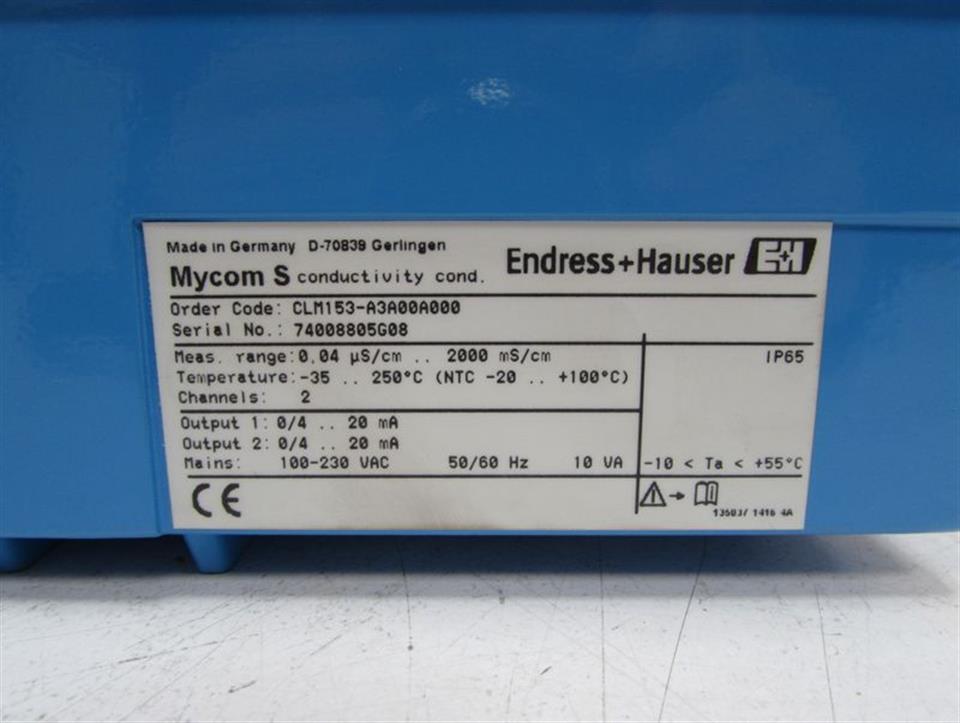 Made in Germany D-70839 Gerlingen
Endress+Hauser E+H
Mycom S conductivity cond.
Order Code: CLM153-A3A00A000
Serial No.: 74008805G08
Meas. range: 0,04 µS/cm .. 2000 mS/cm IP65
Temperature: -35 .. 250°C (NTC -20 .. +100°C)
Channels: 2
Output 1: 0/4 .. 20 mA
Output 2: 0/4 .. 20 mA
Mains: 100-230 VAC 50/60 Hz 10 VA -10 < Ta < +55°C
CE